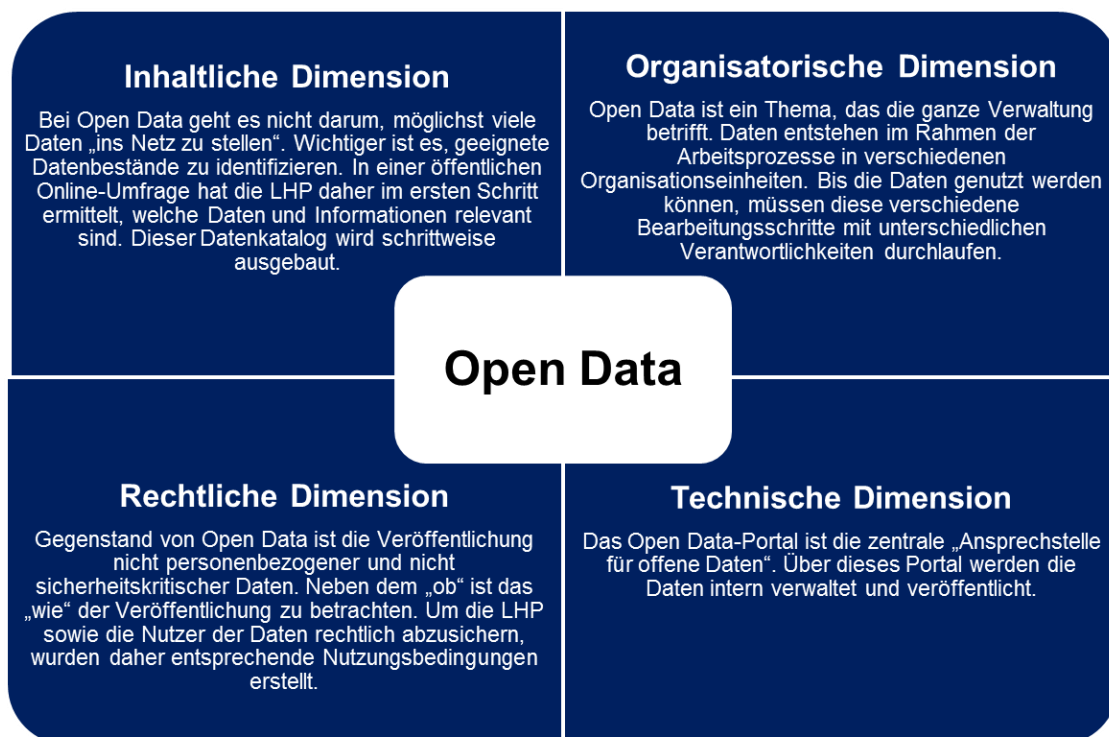 Inhaltliche Dimension
Bei Open Data geht es nicht darum, möglichst viele
Daten „ins Netz zu stellen“. Wichtiger ist es, geeignete
Datenbestände zu identifizieren. In einer öffentlichen
Online-Umfrage hat die LHP daher im ersten Schritt
ermittelt, welche Daten und Informationen relevant
sind. Dieser Datenkatalog wird schrittweise
ausgebaut.
Organisatorische Dimension
Open Data ist ein Thema, das die ganze Verwaltung
betrifft. Daten entstehen im Rahmen der
Arbeitsprozesse in verschiedenen
Organisationseinheiten. Bis die Daten genutzt werden
können, müssen diese verschiedene
Bearbeitungsschritte mit unterschiedlichen
Verantwortlichkeiten durchlaufen.
Open Data
Rechtliche Dimension
Gegenstand von Open Data ist die Veröffentlichung
nicht personenbezogener und nicht
sicherheitskritischer Daten. Neben dem „ob“ ist das
„wie“ der Veröffentlichung zu betrachten. Um die LHP
sowie die Nutzer der Daten rechtlich abzusichern,
wurden daher entsprechende Nutzungsbedingungen
erstellt.
Technische Dimension
Das Open Data-Portal ist die zentrale „Ansprechstelle
für offene Daten“. Über dieses Portal werden die
Daten intern verwaltet und veröffentlicht.